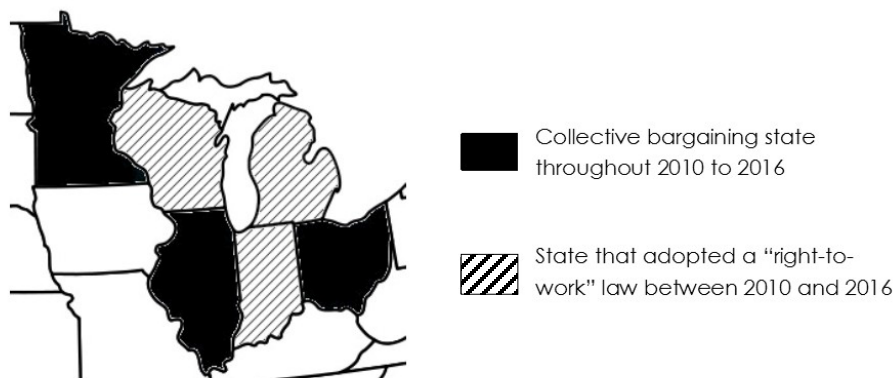 Collective bargaining state
throughout 2010 to 2016
State that adopted a “right-to-
work” law between 2010 and 2016